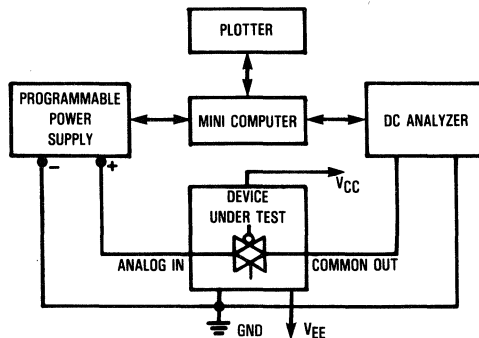 PLOTTER
PROGRAMMABLE
POWER
SUPPLY
MINI COMPUTER
DC ANALYZER
- +
VCC
DEVICE
UNDER TEST
ANALOG IN
COMMON OUT
GND
VEE